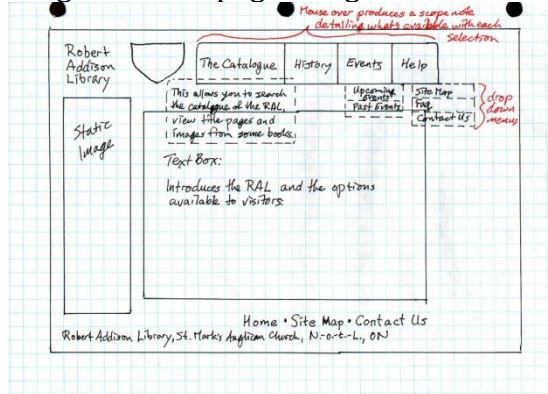 Mouse over produces a scope note
detailing whats available with each
selection
Robert
Addison
Library
The Catalogue
History
Events
Help
This allows you to search
the catalogue of the RAL,
view title pages and
images from some books.
Upcoming
Events
Past Events
Site Map
Faq
Contact Us
drop
down
menus
Static
Image
Text Box:
Introduces the RAL and the options
available to visitors.
Home • Site Map • Contact Us
Robert Addison Library, St. Mark's Anglican Church, N.-o.-t.-L., ON